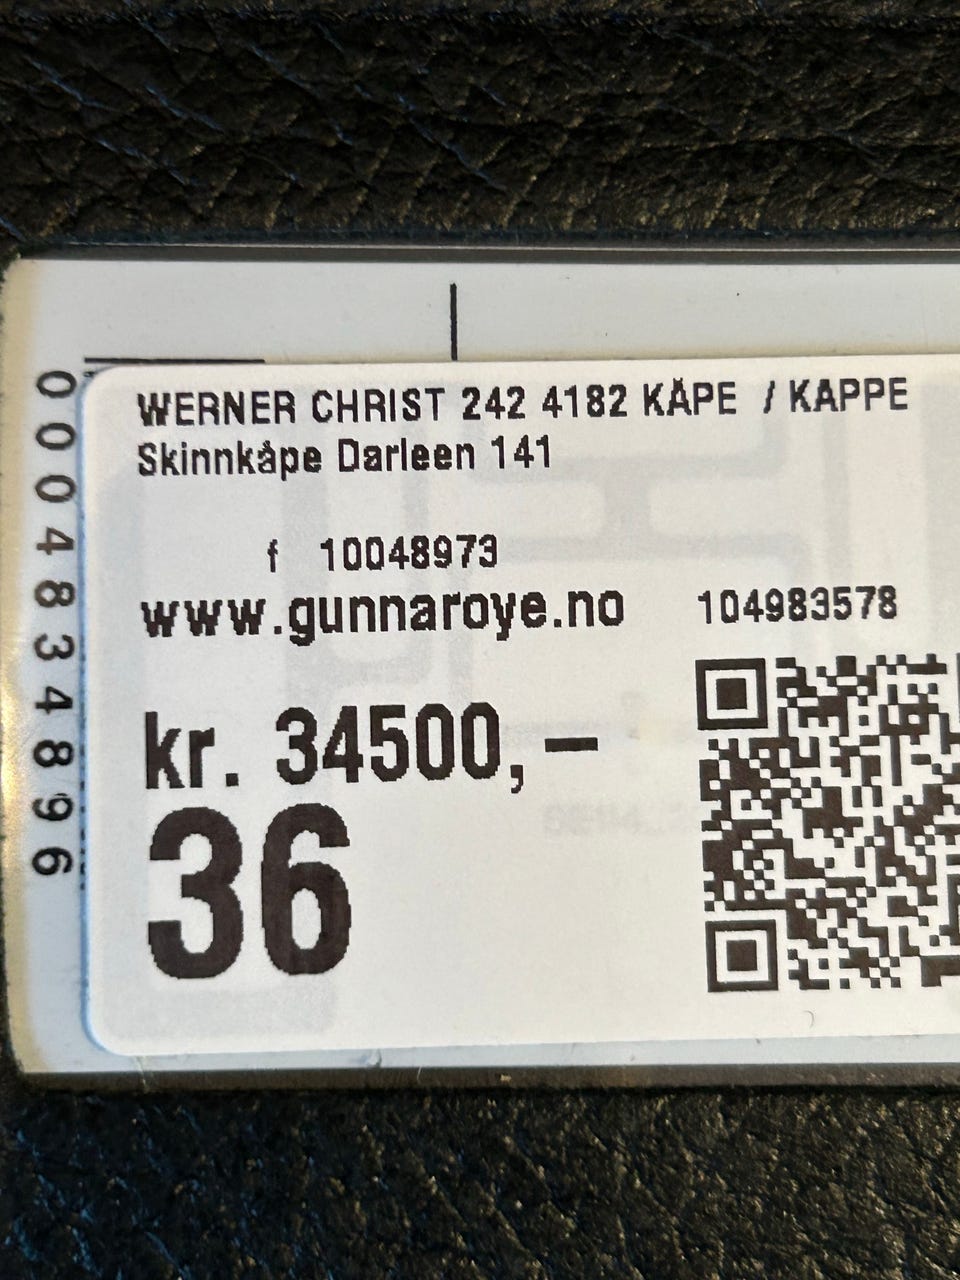 WERNER CHRIST 242 4182 KÅPE / KAPPE
Skinnkåpe Darleen 141
f 10048973
www.gunnaroye.no 104983578
kr. 34500,–
36
0004834896